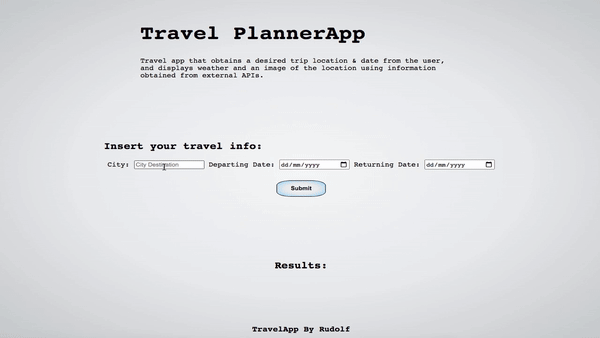 Travel PlannerApp
Travel app that obtains a desired trip location & date from the user,
and displays weather and an image of the location using information
obtained from external APIs.
Insert your travel info:
City: City Destination Departing Date: dd/mm/yyyy Returning Date: dd/mm/yyyy
Submit
Results:
TravelApp By Rudolf